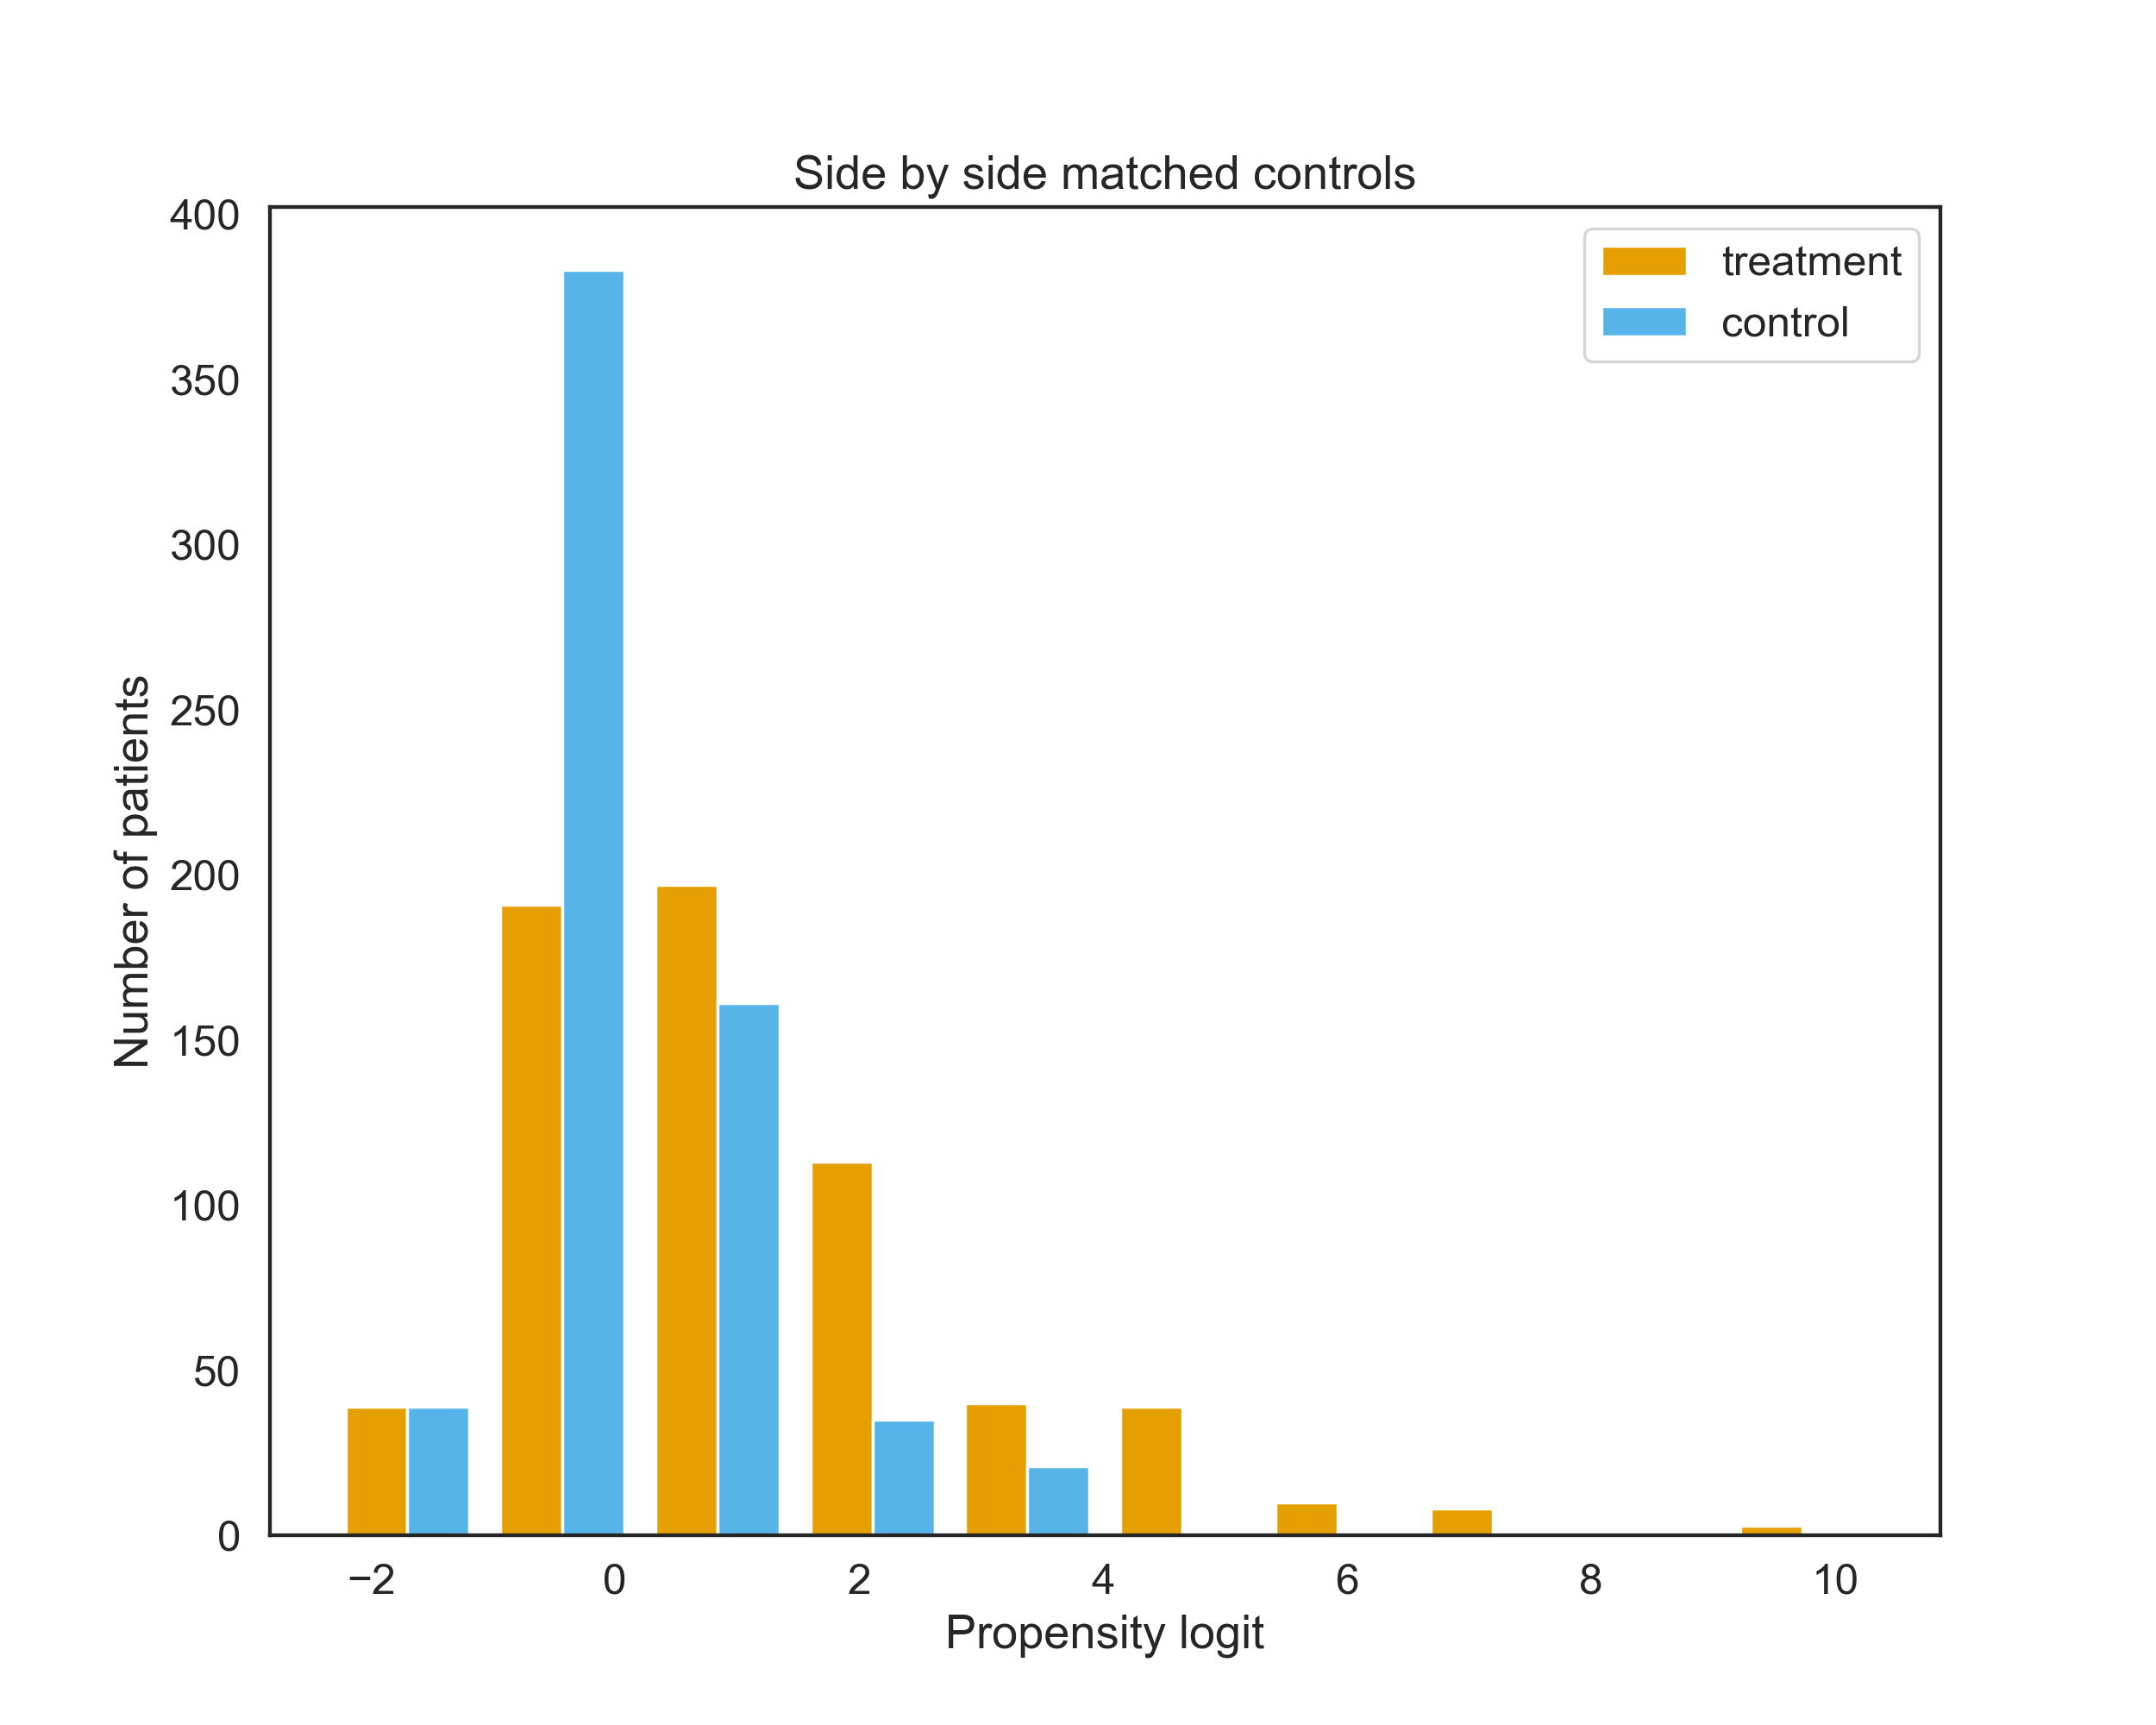 Side by side matched controls
treatment
control
400
350
300
250
200
150
100
50
0
Number of patients
−2 0 2 4 6 8 10
Propensity logit